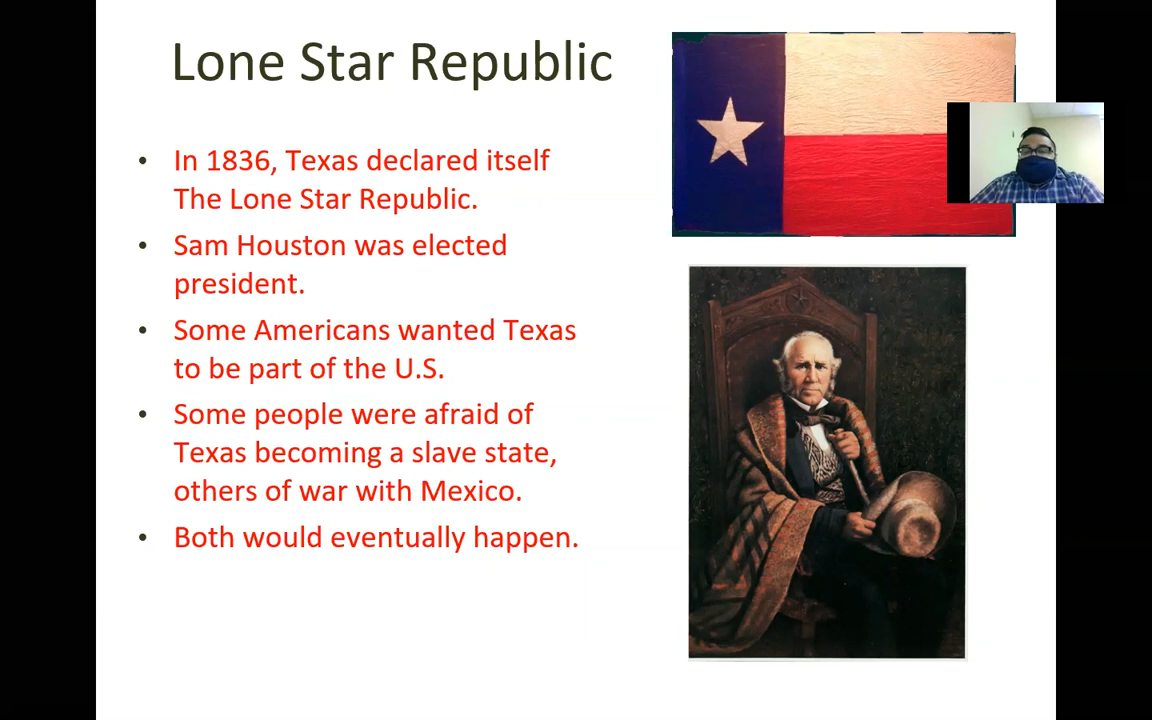 Lone Star Republic
• In 1836, Texas declared itself
The Lone Star Republic.
• Sam Houston was elected
president.
• Some Americans wanted Texas
to be part of the U.S.
• Some people were afraid of
Texas becoming a slave state,
others of war with Mexico.
• Both would eventually happen.